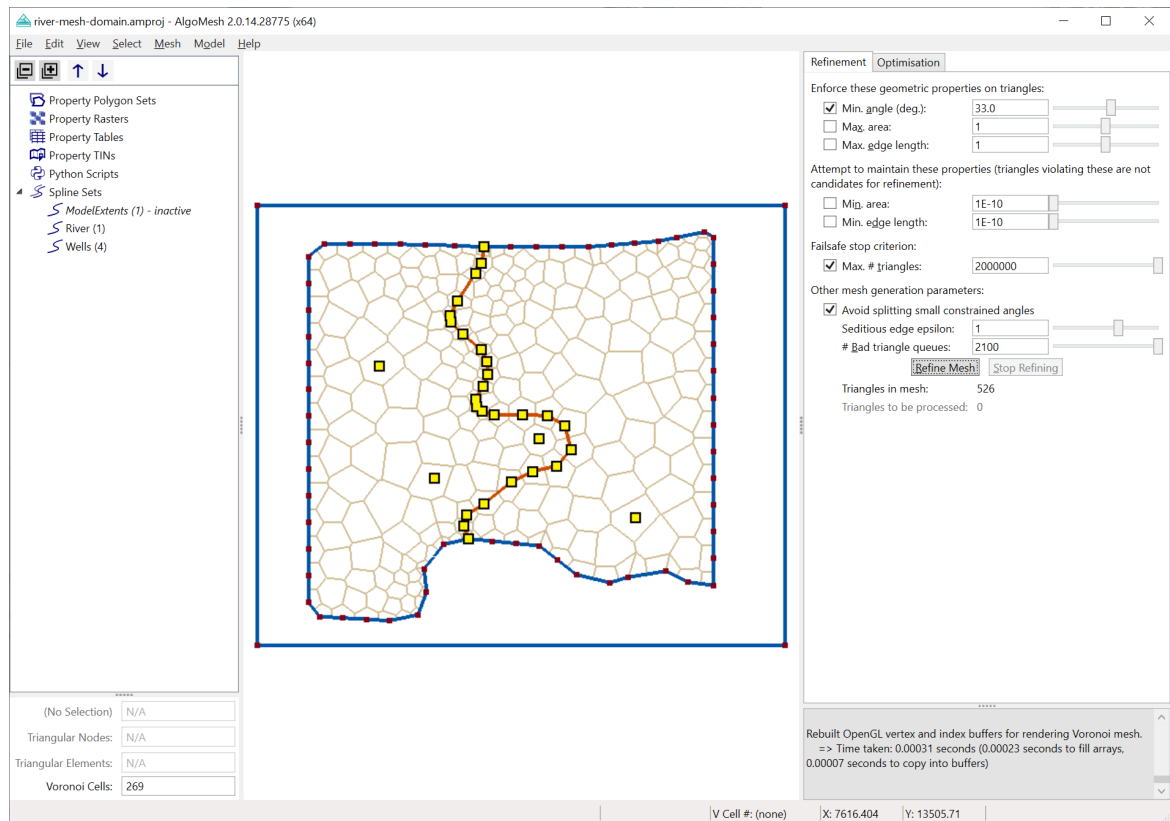 river-mesh-domain.amproj - AlgoMesh 2.0.14.28775 (x64)
File Edit View Select Mesh Model Help
Property Polygon Sets
Property Rasters
Property Tables
Property TINs
Python Scripts
Spline Sets
ModelExtents (1) - inactive
River (1)
Wells (4)
(No Selection) N/A
Triangular Nodes: N/A
Triangular Elements: N/A
Voronoi Cells: 269
Refinement Optimisation
Enforce these geometric properties on triangles:
Min. angle (deg.): 33.0
Max. area: 1
Max. edge length: 1
Attempt to maintain these properties (triangles violating these are not
candidates for refinement):
Min. area: 1E-10
Min. edge length: 1E-10
Failsafe stop criterion:
Max. # triangles: 2000000
Other mesh generation parameters:
Avoid splitting small constrained angles
Seditious edge epsilon: 1
# Bad triangle queues: 2100
Refine Mesh Stop Refining
Triangles in mesh: 526
Triangles to be processed: 0
Rebuilt OpenGL vertex and index buffers for rendering Voronoi mesh.
=> Time taken: 0.00031 seconds (0.00023 seconds to fill arrays,
0.00007 seconds to copy into buffers)
V Cell #: (none) X: 7616.404 Y: 13505.71